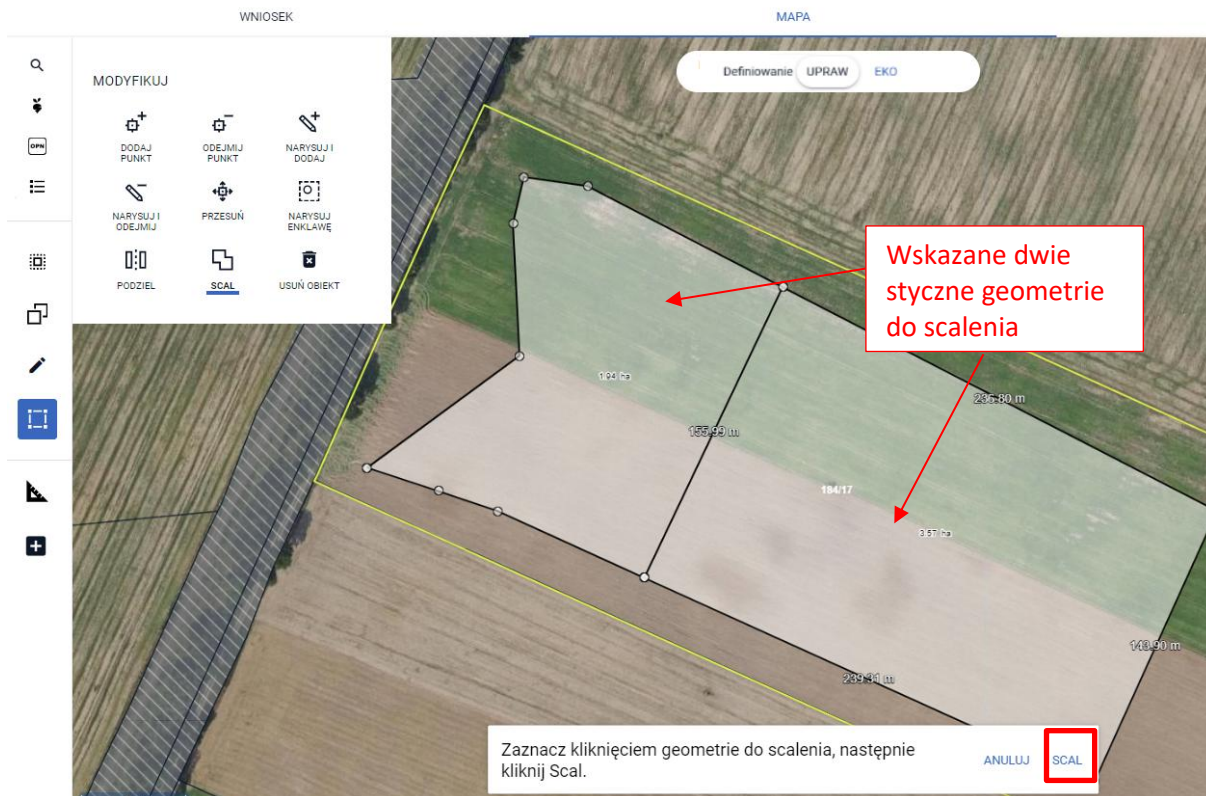 WNIOSEK
MAPA
MODYFIKUJ
DODAJ
PUNKT
ODEJMIJ
PUNKT
NARYSUJ I
DODAJ
NARYSUJ I
ODEJMIJ
PRZESUŃ
NARYSUJ
ENKLAWĘ
PODZIEL
SCAL
USUŃ OBIEKT
OPN
Definiowanie UPRAW EKO
Wskazane dwie
styczne geometrie
do scalenia
1.94 ha
235.80 m
155.99 m
184/17
3.57 ha
143.90 m
239.31 m
Zaznacz kliknięciem geometrie do scalenia, następnie
kliknij Scal.
ANULUJ
SCAL